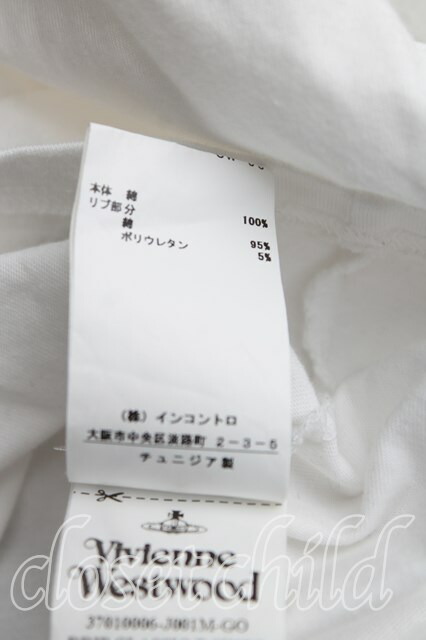 本体 綿 100%
リブ部分
綿 95%
ポリウレタン 5%
(株) インコントロ
大阪市中央区淡路町 2-3-5
チュニジア製
Vivienne
Westwood
37010006-J001M-GO
closet child